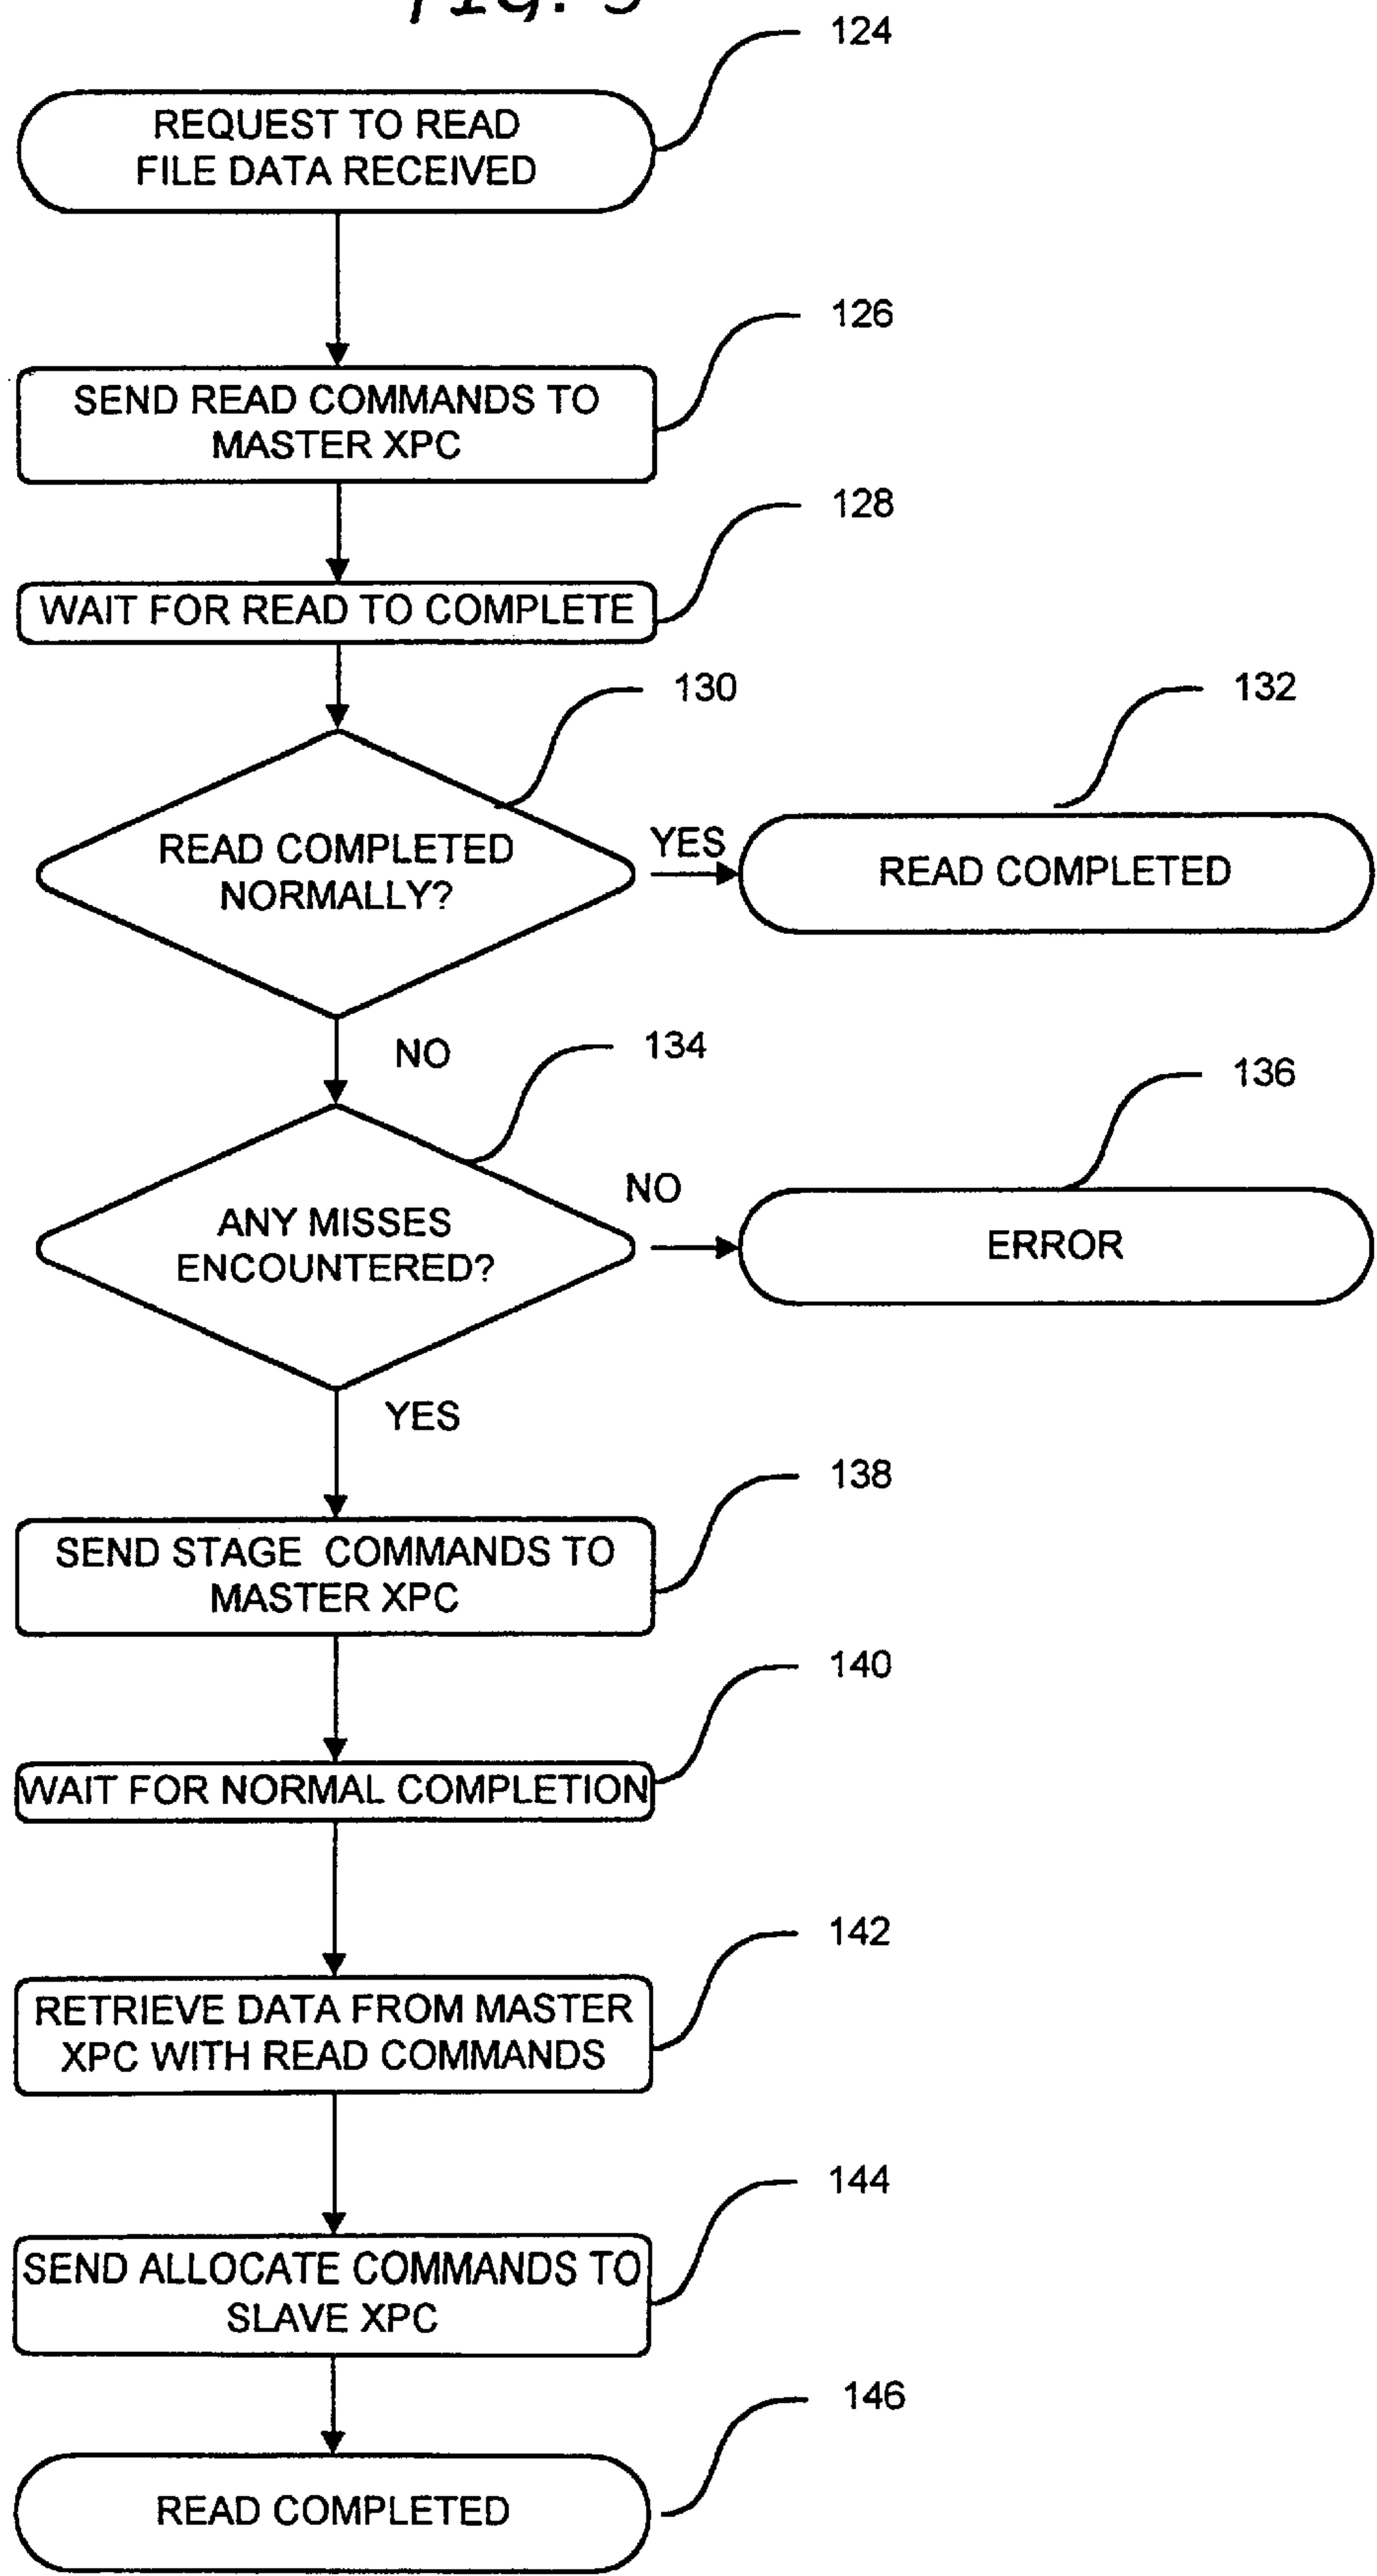 FIG. 5
124
REQUEST TO READ
FILE DATA RECEIVED
126
SEND READ COMMANDS TO
MASTER XPC
128
WAIT FOR READ TO COMPLETE
130
132
READ COMPLETED
NORMALLY?
YES
READ COMPLETED
NO
134
136
ANY MISSES
ENCOUNTERED?
NO
ERROR
YES
138
SEND STAGE COMMANDS TO
MASTER XPC
140
WAIT FOR NORMAL COMPLETION
142
RETRIEVE DATA FROM MASTER
XPC WITH READ COMMANDS
144
SEND ALLOCATE COMMANDS TO
SLAVE XPC
146
READ COMPLETED